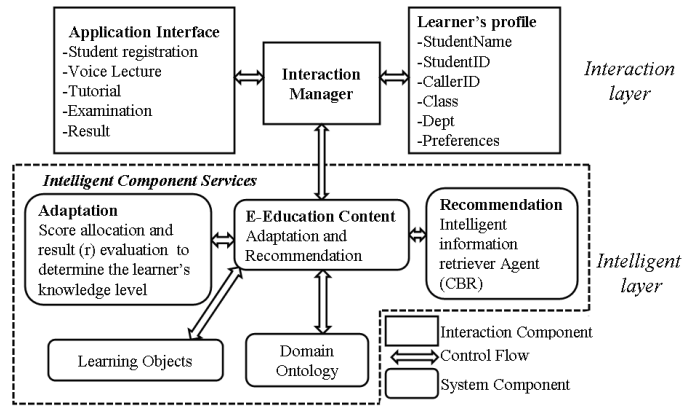 Application Interface
-Student registration
-Voice Lecture
-Tutorial
-Examination
-Result
Interaction
Manager
Learner's profile
-StudentName
-StudentID
-CallerID
-Class
-Dept
-Preferences
Interaction
layer
Intelligent Component Services
Adaptation
Score allocation and
result (r) evaluation to
determine the learner's
knowledge level
E-Education Content
Adaptation and
Recommendation
Recommendation
Intelligent
information
retriever Agent
(CBR)
Intelligent
layer
Learning Objects
Domain
Ontology
Interaction Component
Control Flow
System Component